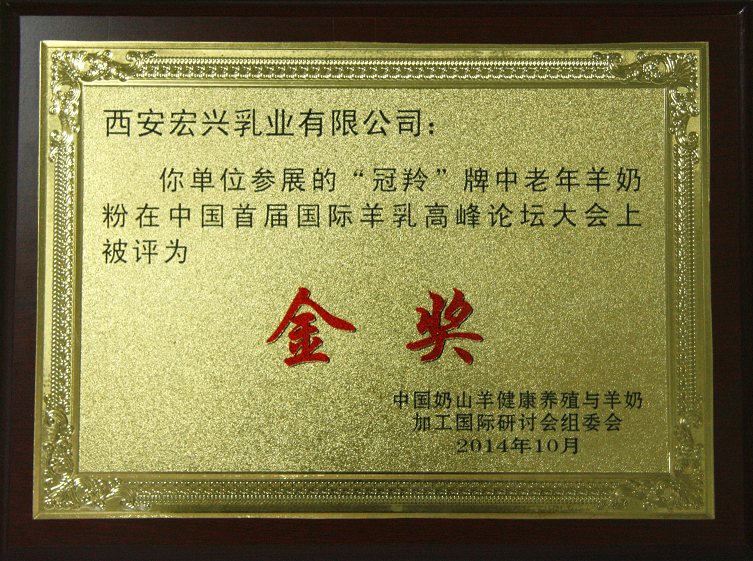 西安宏兴乳业有限公司：
你单位参展的“冠羚”牌中老年羊奶
粉在中国首届国际羊乳高峰论坛大会上
被评为
金奖
中国奶山羊健康养殖与羊奶
加工国际研讨会组委会
2014年10月